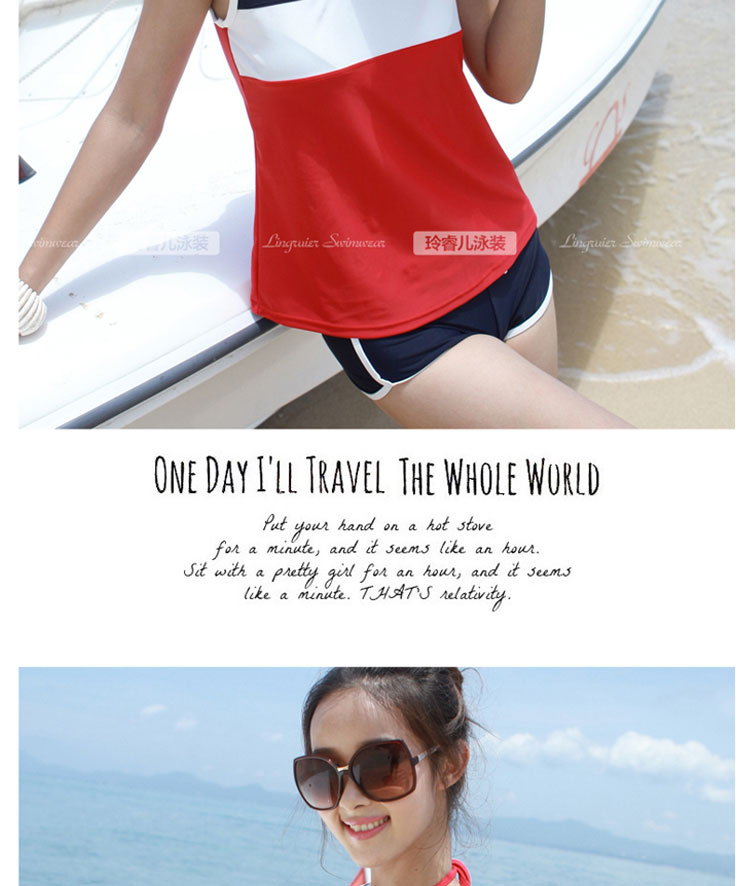 Lingruier Swimwear 玲睿儿泳装 Lingruier Swimwear 玲睿儿泳装 Lingruier Swimwear
ONE DAY I'LL TRAVEL THE WHOLE WORLD
Put your hand on a hot stove
for a minute, and it seems like an hour.
Sit with a pretty girl for an hour, and it seems
like a minute. THAT'S relativity.